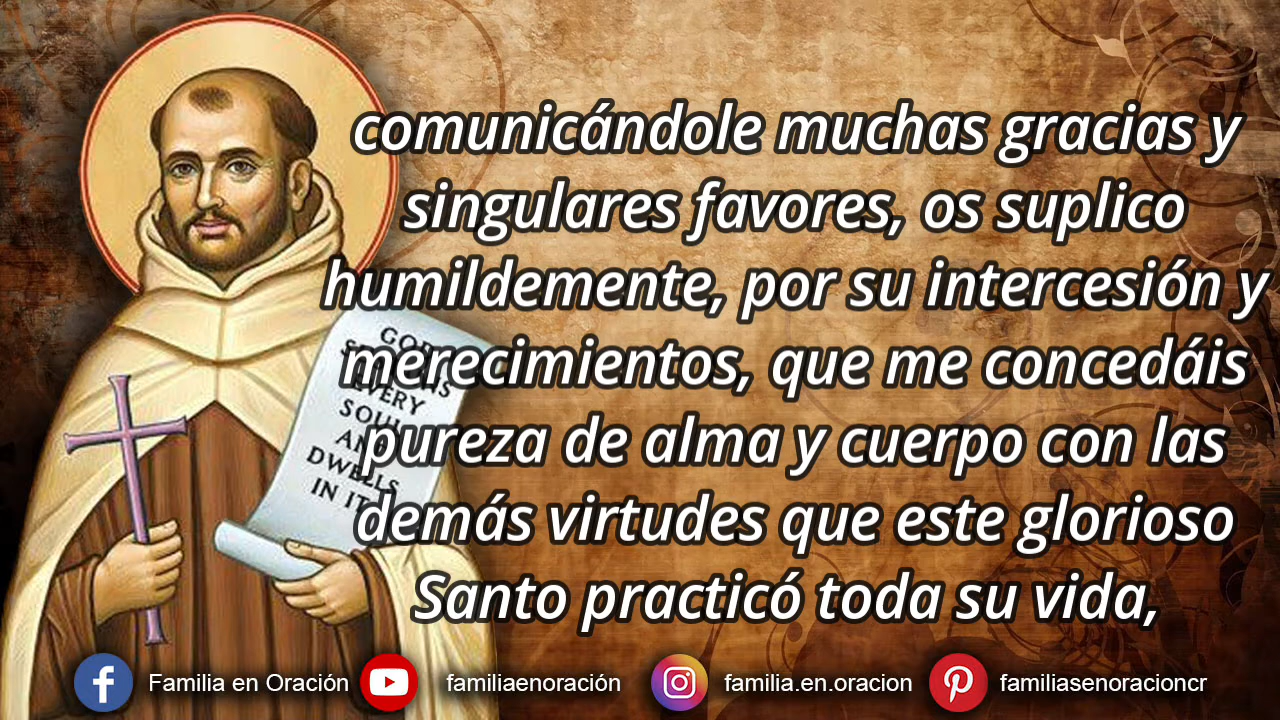 comunicándole muchas gracias y
singulares favores, os suplico
humildemente, por su intercesión y
merecimientos, que me concedáis
pureza de alma y cuerpo con las
demás virtudes que este glorioso
Santo practicó toda su vida,
EVERY
SOUL
DWELLS
IN IT
Familia en Oración
familiaenoración
familia.en.oracion
familiasenoracioncr